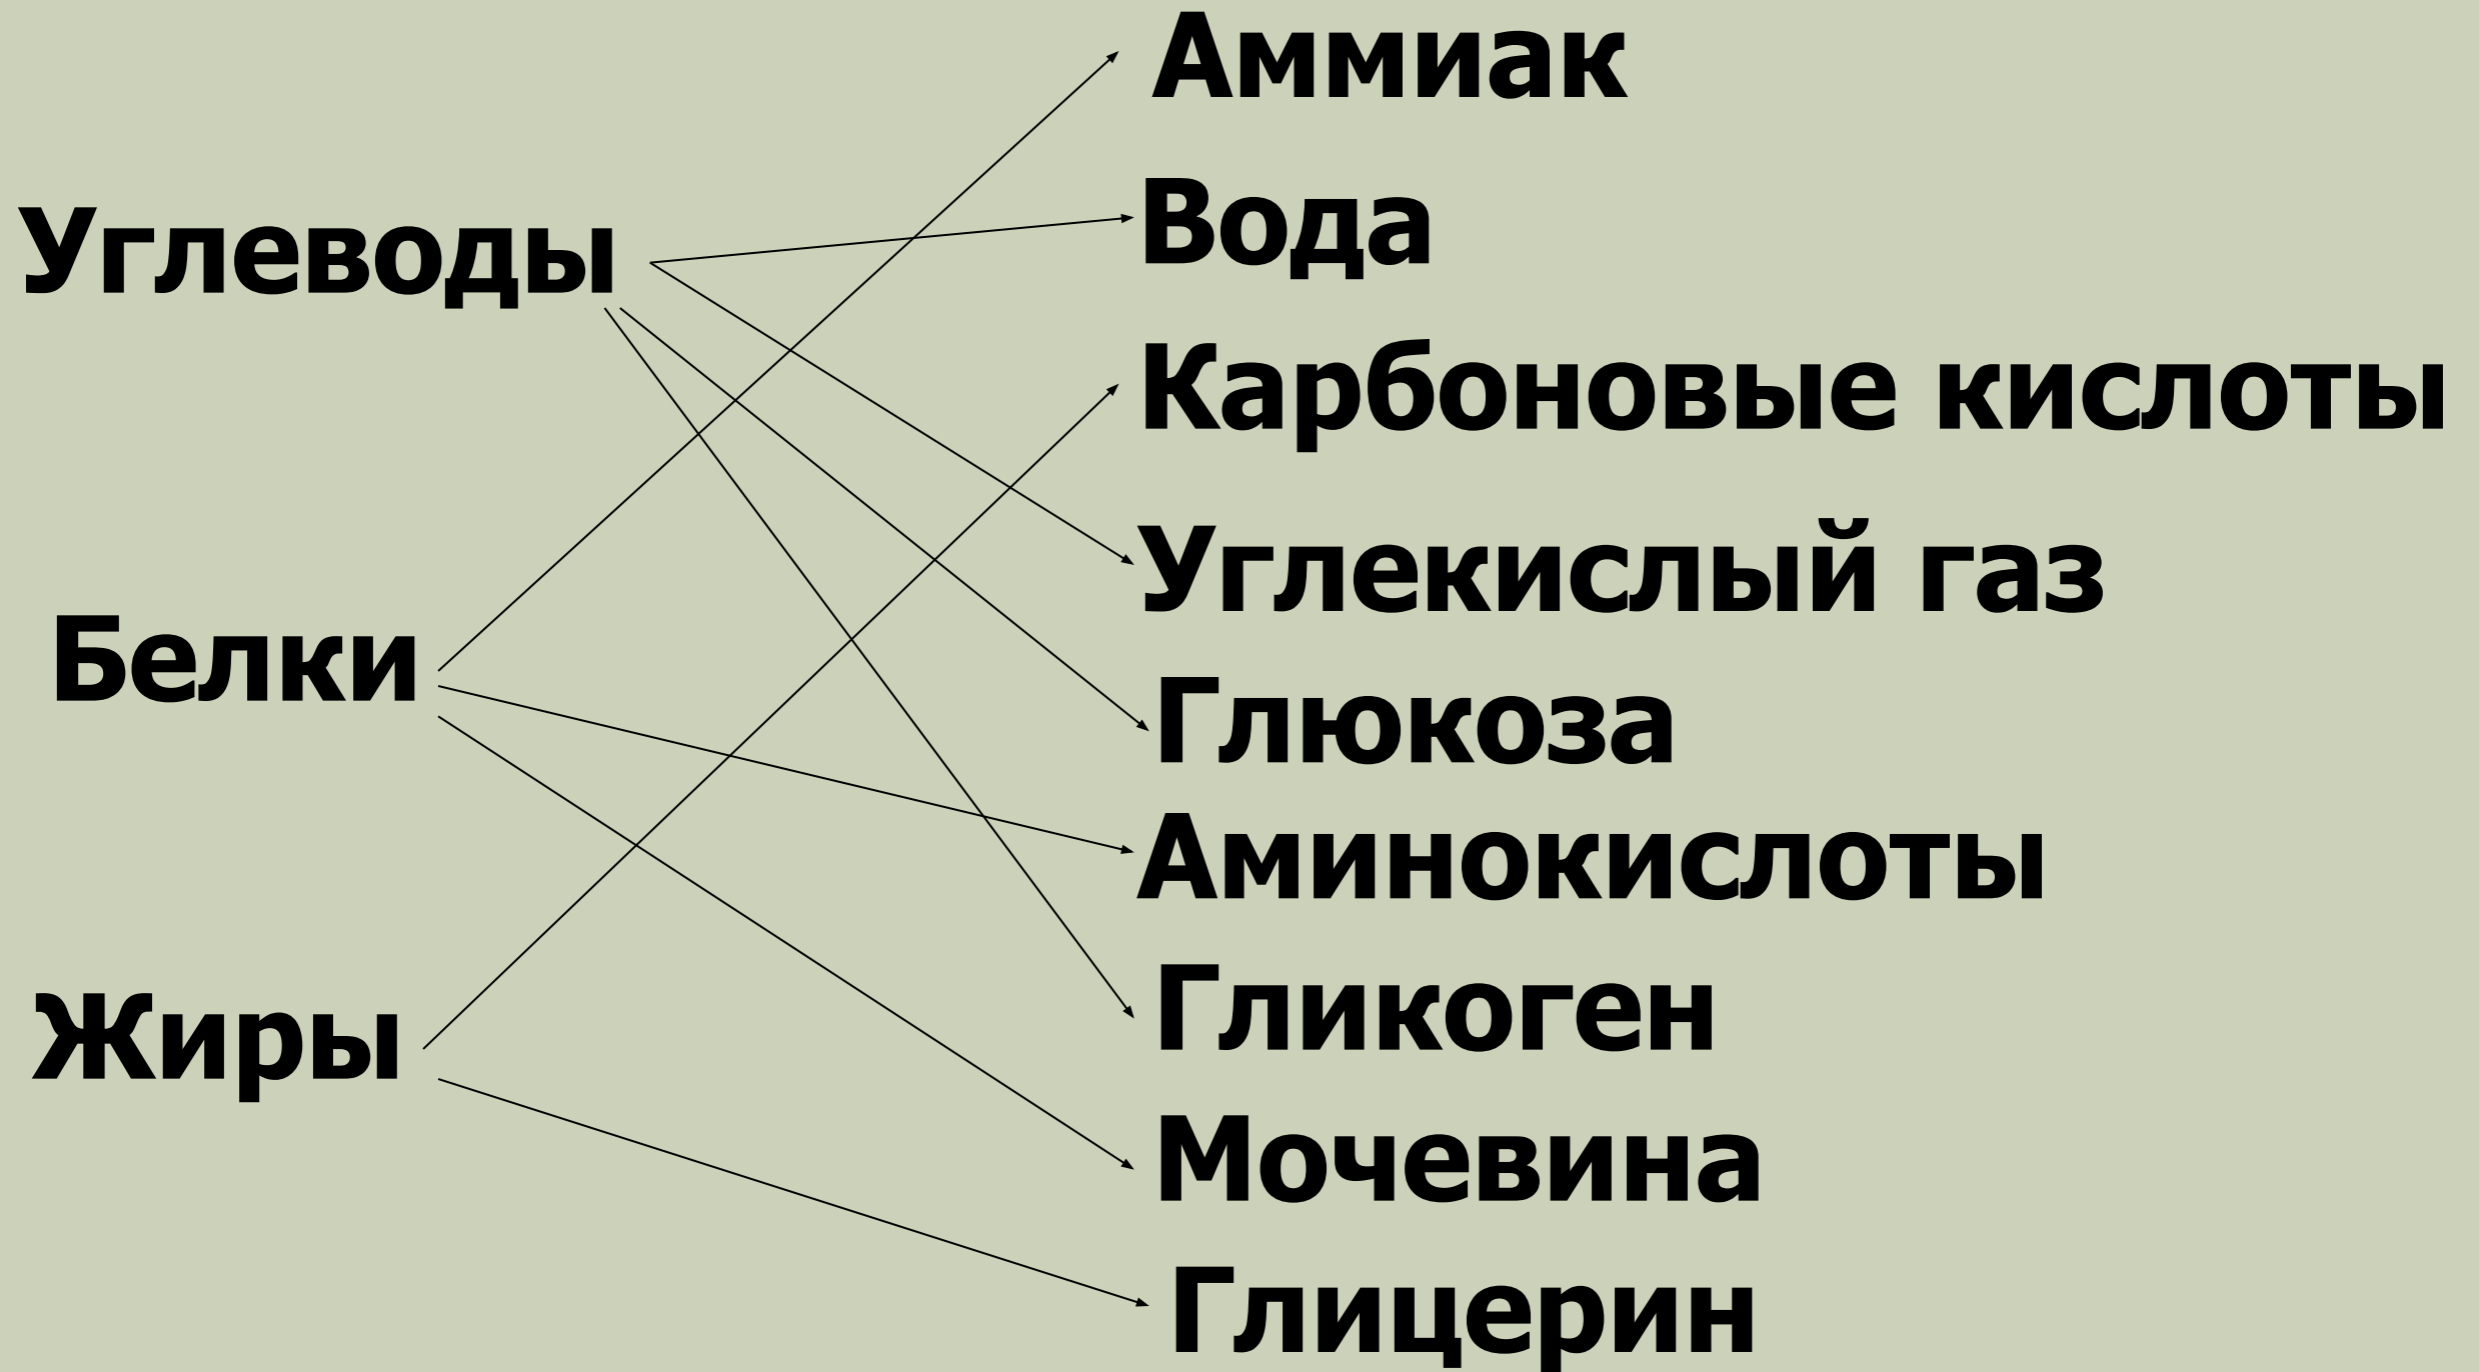 Углеводы
Белки
Жиры
Аммиак
Вода
Карбоновые кислоты
Углекислый газ
Глюкоза
Аминокислоты
Гликоген
Мочевина
Глицерин